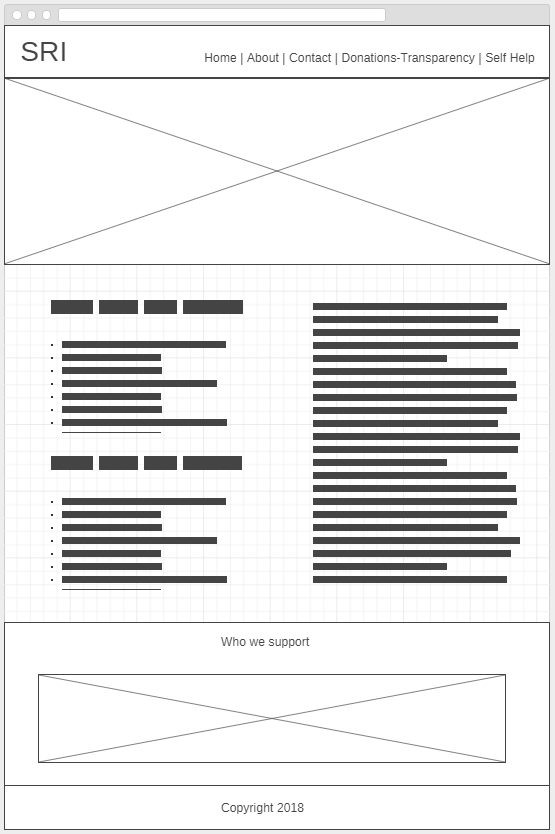 SRI
Home | About | Contact | Donations-Transparency | Self Help
Who we support
Copyright 2018